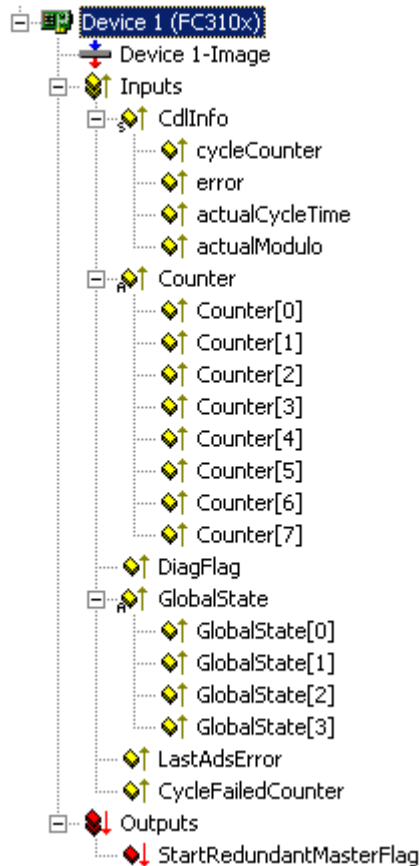 Device 1 (FC310x)
Device 1-Image
Inputs
CdlInfo
cycleCounter
error
actualCycleTime
actualModulo
Counter
Counter[0]
Counter[1]
Counter[2]
Counter[3]
Counter[4]
Counter[5]
Counter[6]
Counter[7]
DiagFlag
GlobalState
GlobalState[0]
GlobalState[1]
GlobalState[2]
GlobalState[3]
LastAdsError
CycleFailedCounter
Outputs
StartRedundantMasterFlag